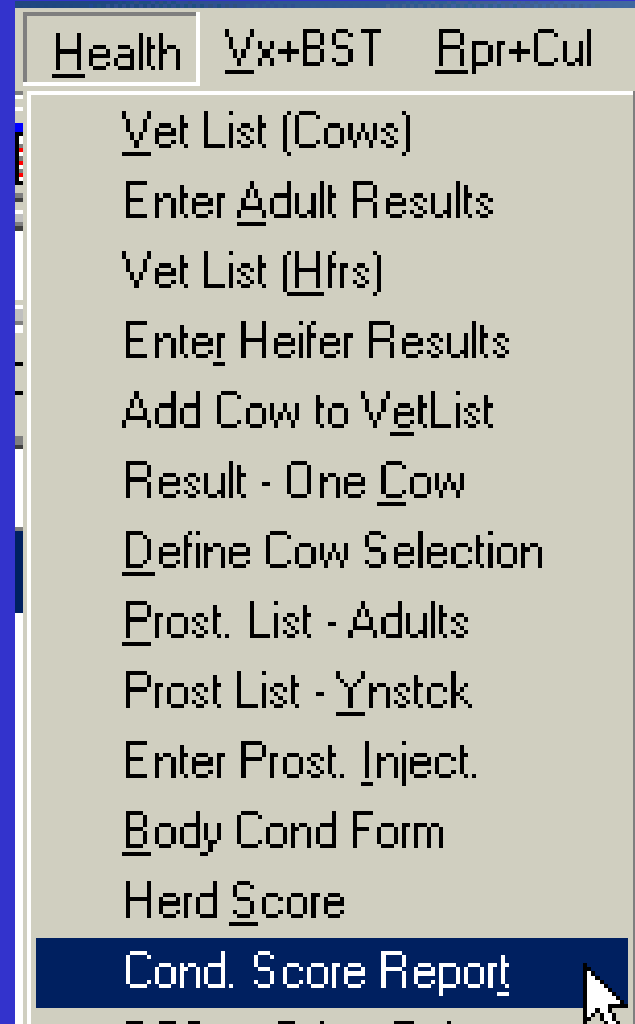 Health Vx+BST Rpr+Cul
Vet List (Cows)
Enter Adult Results
Vet List (Hfrs)
Enter Heifer Results
Add Cow to VetList
Result - One Cow
Define Cow Selection
Prost. List - Adults
Prost List - Ynstck
Enter Prost. Inject.
Body Cond Form
Herd Score
Cond. Score Report